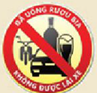 ĐÃ UỐNG RƯỢU BIA
KHÔNG ĐƯỢC LÁI XE